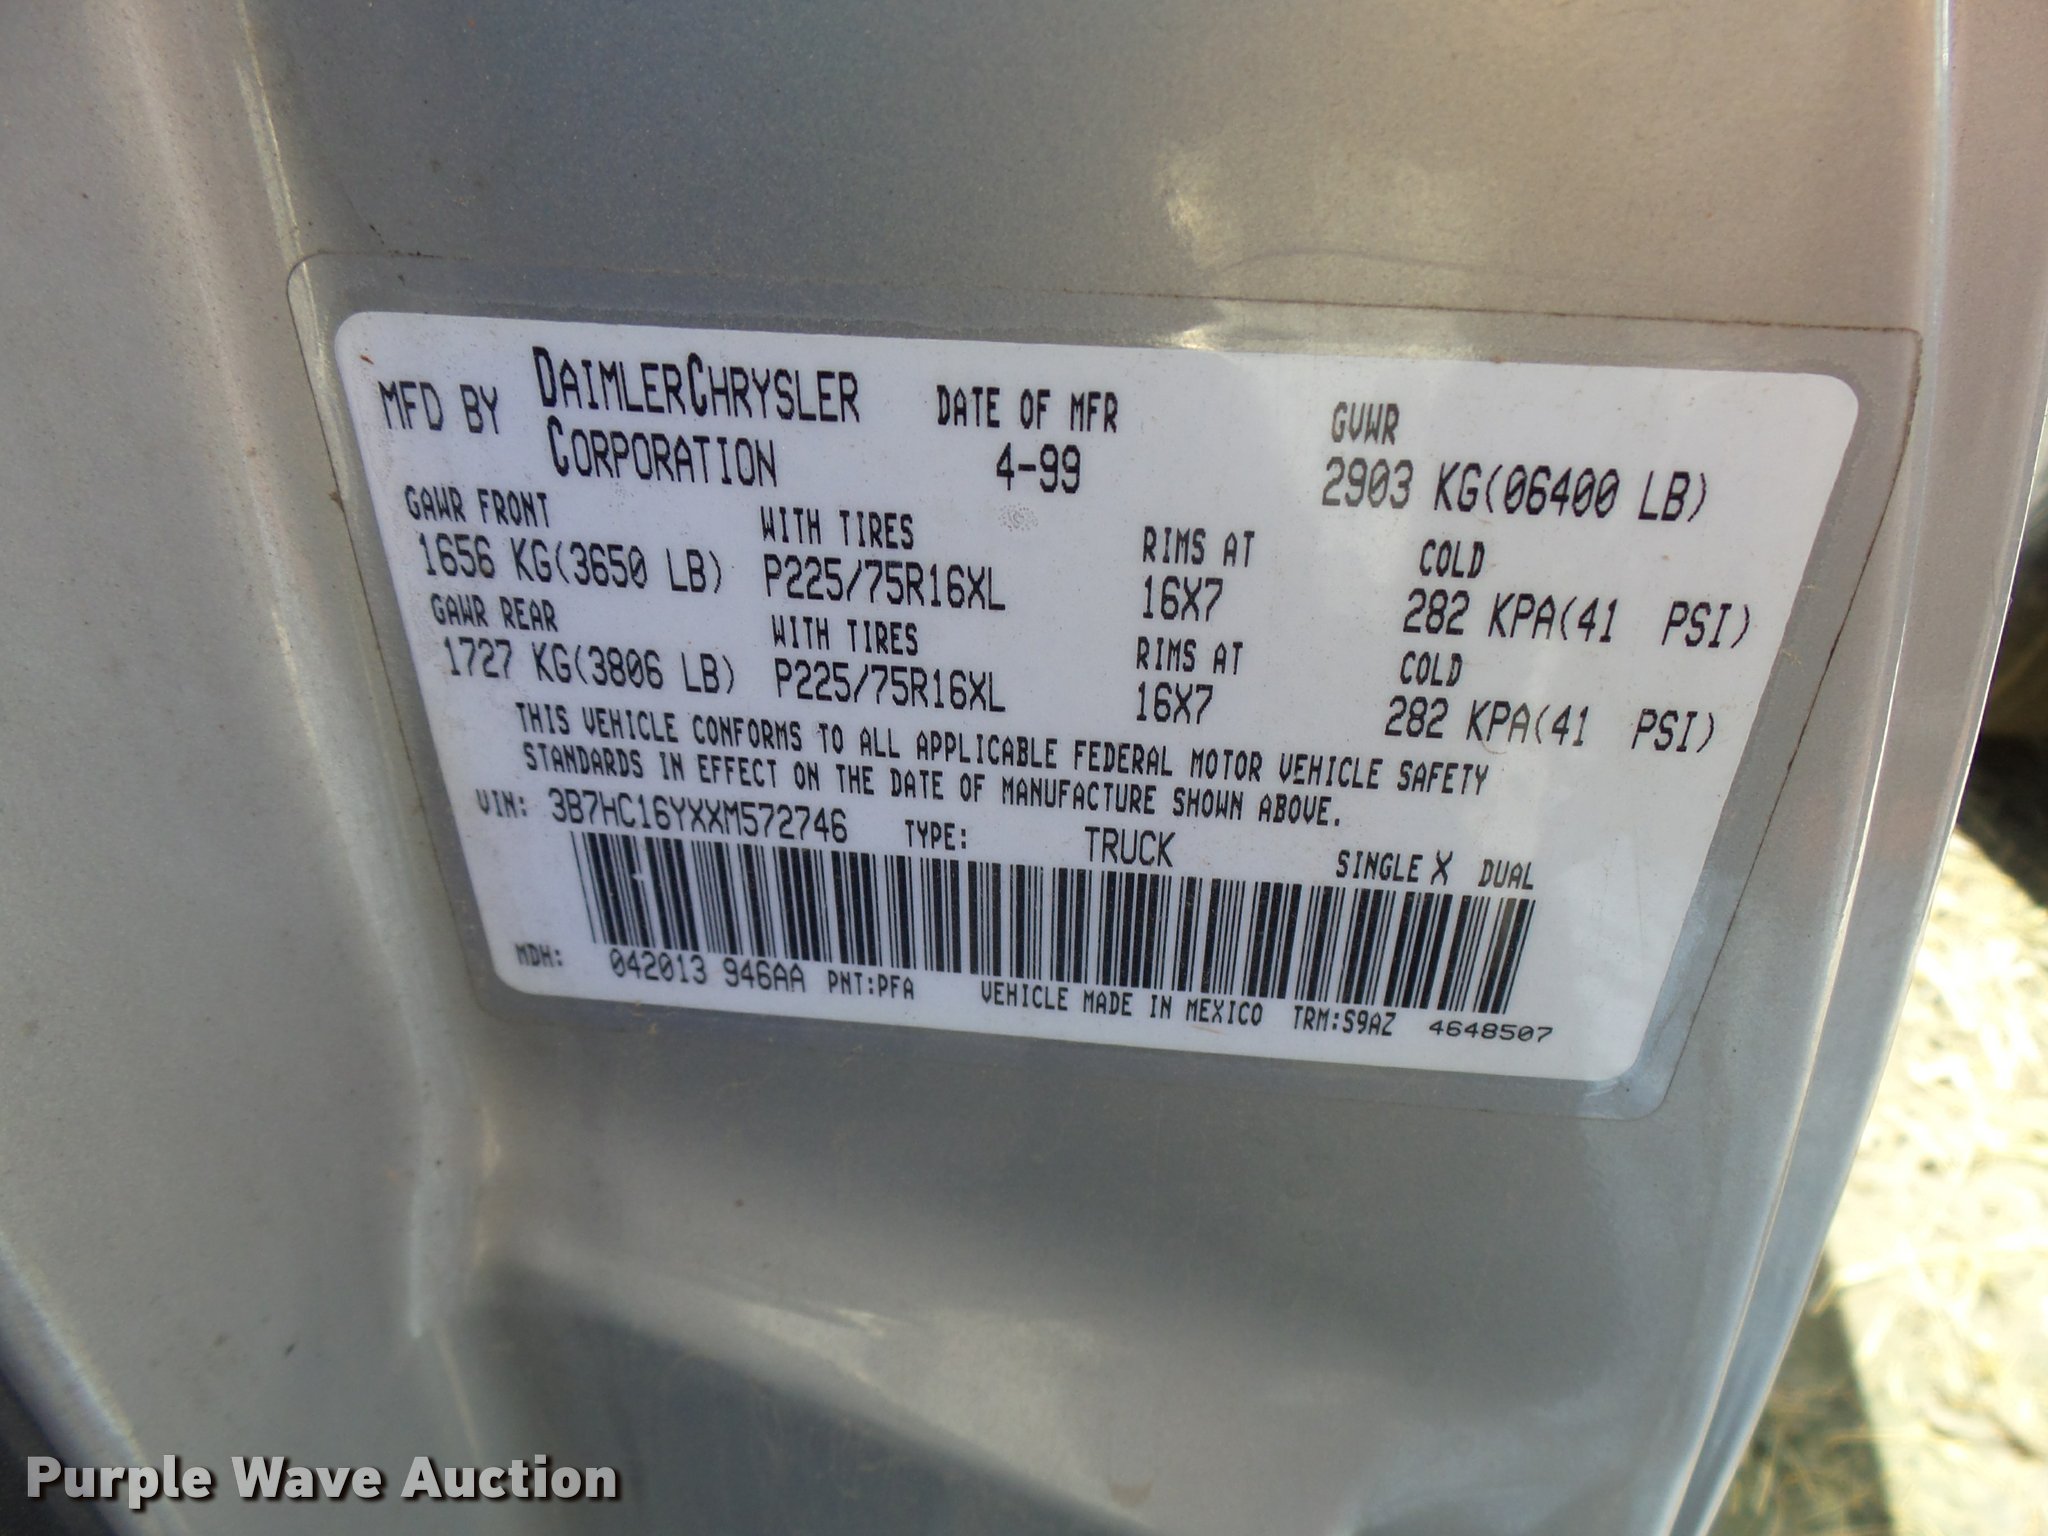 MFD BY DAIMLERCHRYSLER CORPORATION DATE OF MFR 4-99 GVWR 2903 KG(06400 LB)
GAWR FRONT WITH TIRES RIMS AT COLD
1656 KG(3650 LB) P225/75R16XL 16X7 282 KPA(41 PSI)
GAWR REAR WITH TIRES RIMS AT COLD
1727 KG(3806 LB) P225/75R16XL 16X7 282 KPA(41 PSI)
THIS VEHICLE CONFORMS TO ALL APPLICABLE FEDERAL MOTOR VEHICLE SAFETY
STANDARDS IN EFFECT ON THE DATE OF MANUFACTURE SHOWN ABOVE.
VIN: 3B7HC16YXXM572746 TYPE: TRUCK SINGLE X DUAL
MDH: 042013 946AA PNT:PFA VEHICLE MADE IN MEXICO TRM:S9AZ 4648507
Purple Wave Auction